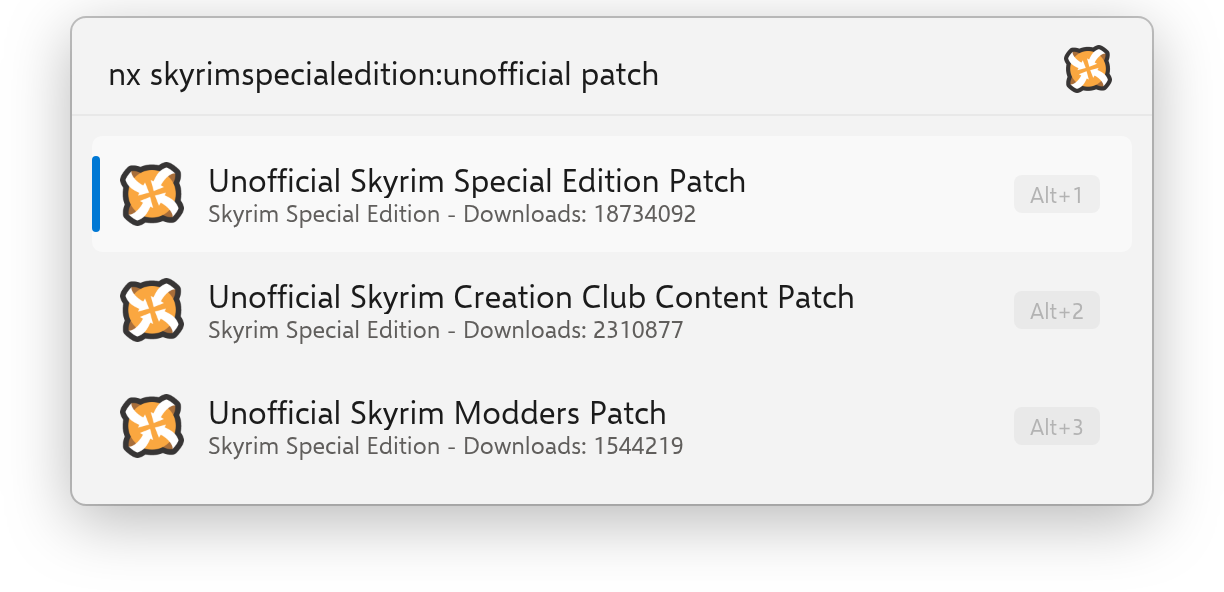 nx skyrimspecialedition:unofficial patch
Unofficial Skyrim Special Edition Patch
Skyrim Special Edition - Downloads: 18734092
Alt+1
Unofficial Skyrim Creation Club Content Patch
Skyrim Special Edition - Downloads: 2310877
Alt+2
Unofficial Skyrim Modders Patch
Skyrim Special Edition - Downloads: 1544219
Alt+3